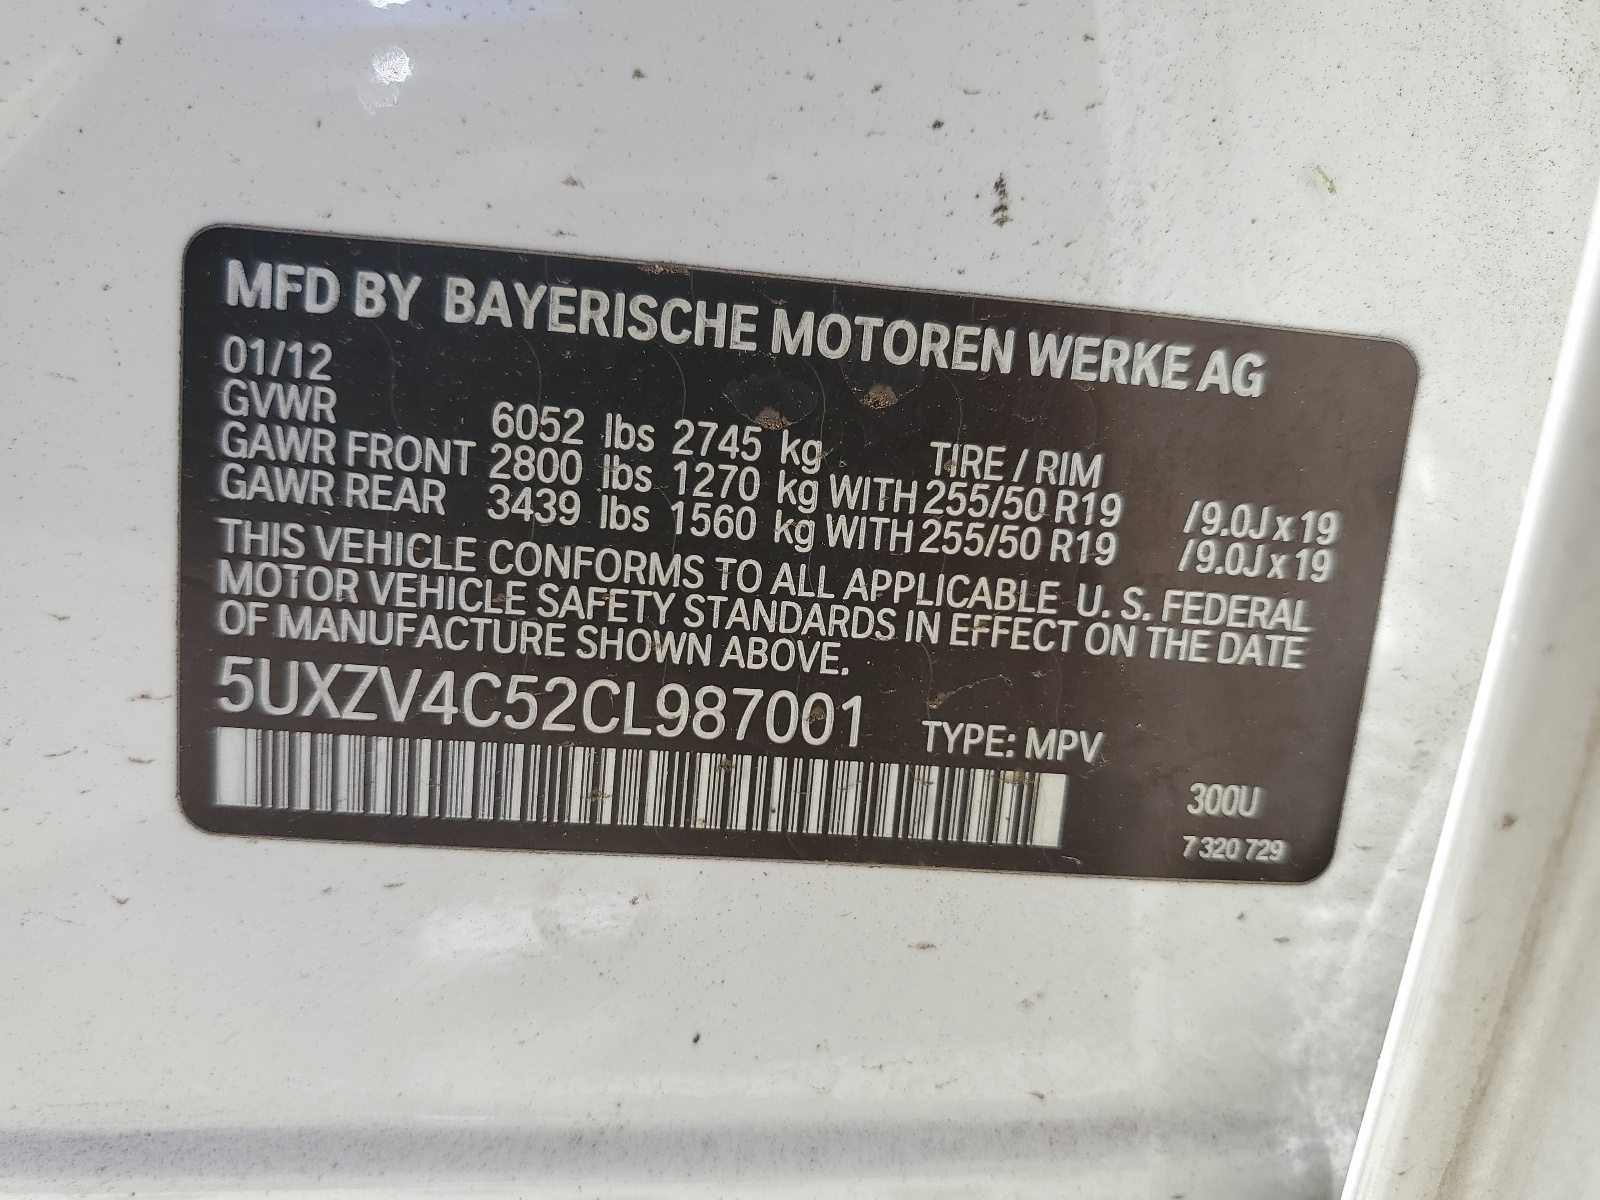 MFD BY BAYERISCHE MOTOREN WERKE AG
01/12
GVWR 6052 lbs 2745 kg TIRE / RIM
GAWR FRONT 2800 lbs 1270 kg WITH 255/50 R19 /9.0J x 19
GAWR REAR 3439 lbs 1560 kg WITH 255/50 R19 /9.0J x 19
THIS VEHICLE CONFORMS TO ALL APPLICABLE U. S. FEDERAL
MOTOR VEHICLE SAFETY STANDARDS IN EFFECT ON THE DATE
OF MANUFACTURE SHOWN ABOVE.
5UXZV4C52CL987001 TYPE: MPV
300U
7 320 729